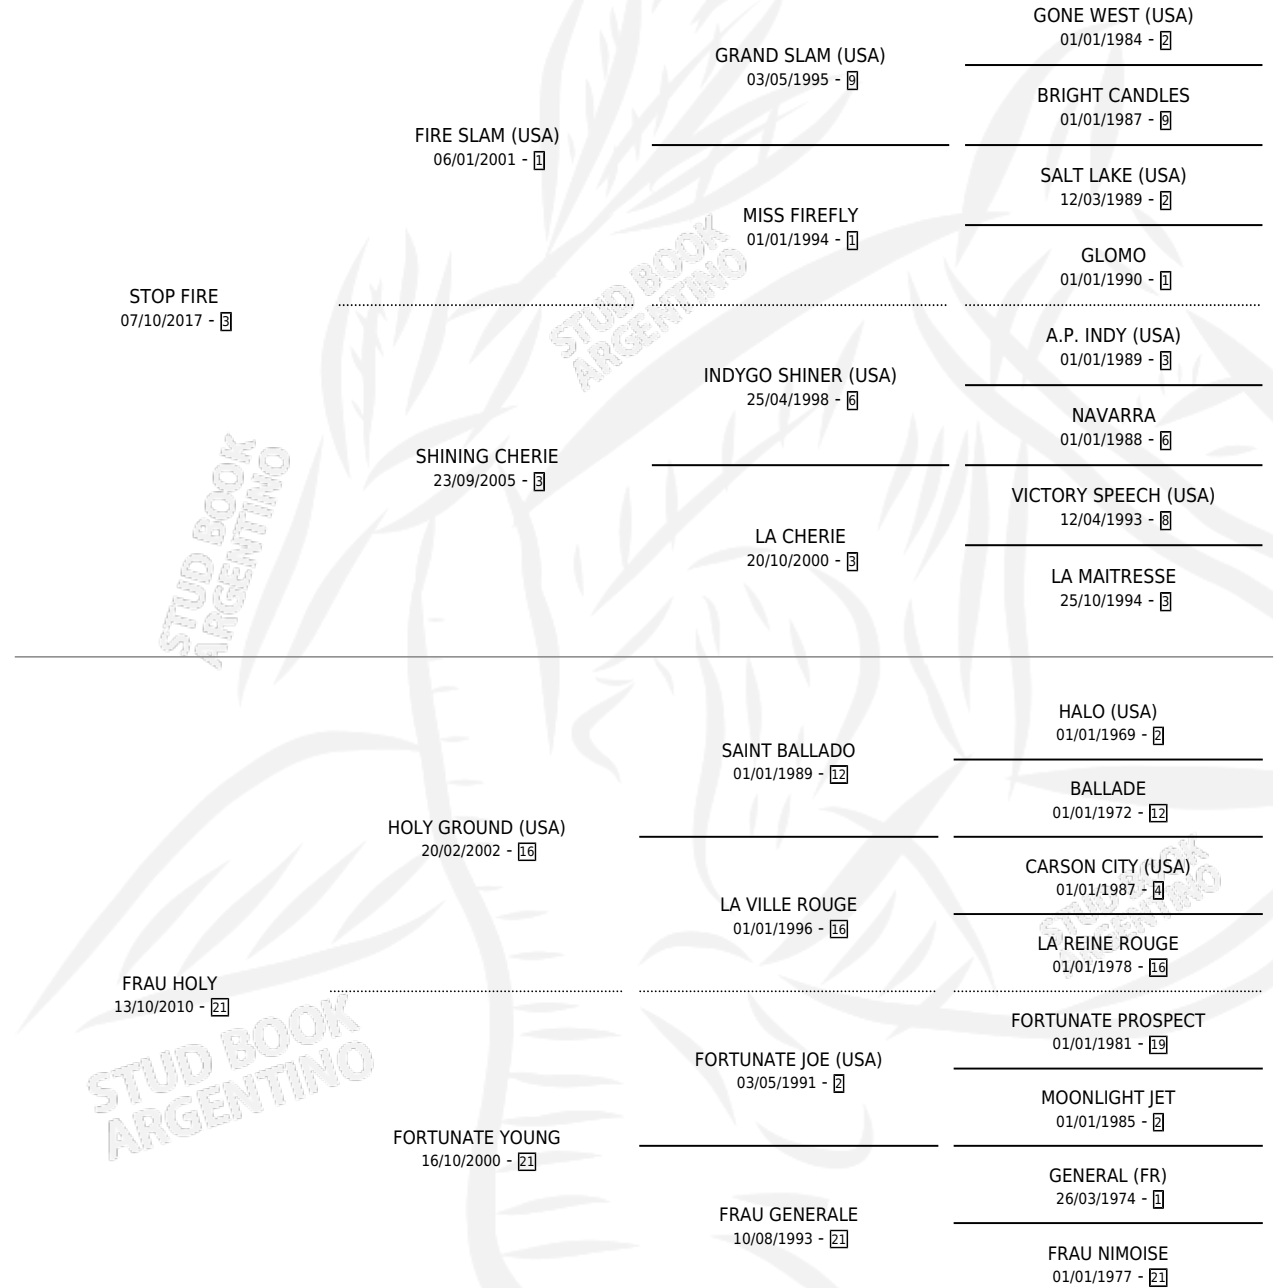 GONE WEST (USA)
01/01/1984 - 2
GRAND SLAM (USA)
03/05/1995 - 9
BRIGHT CANDLES
01/01/1987 - 9
FIRE SLAM (USA)
06/01/2001 - 1
SALT LAKE (USA)
12/03/1989 - 2
MISS FIREFLY
01/01/1994 - 1
GLOMO
01/01/1990 - 1
STOP FIRE
07/10/2017 - 3
STUD BOOK
ARGENTINO
A.P. INDY (USA)
01/01/1989 - 3
INDYGO SHINER (USA)
25/04/1998 - 6
NAVARRA
01/01/1988 - 6
SHINING CHERIE
23/09/2005 - 3
VICTORY SPEECH (USA)
12/04/1993 - 8
LA CHERIE
20/10/2000 - 3
LA MAITRESSE
25/10/1994 - 3
STUD BOOK
ARGENTINO
HALO (USA)
01/01/1969 - 2
SAINT BALLADO
01/01/1989 - 12
BALLADE
01/01/1972 - 12
HOLY GROUND (USA)
20/02/2002 - 16
CARSON CITY (USA)
01/01/1987 - 4
LA VILLE ROUGE
01/01/1996 - 16
STUD BOOK
ARGENTINO
LA REINE ROUGE
01/01/1978 - 16
FRAU HOLY
13/10/2010 - 21
FORTUNATE PROSPECT
01/01/1981 - 19
FORTUNATE JOE (USA)
03/05/1991 - 2
STUD BOOK
ARGENTINO
MOONLIGHT JET
01/01/1985 - 2
FORTUNATE YOUNG
16/10/2000 - 21
GENERAL (FR)
26/03/1974 - 1
FRAU GENERALE
10/08/1993 - 21
FRAU NIMOISE
01/01/1977 - 21